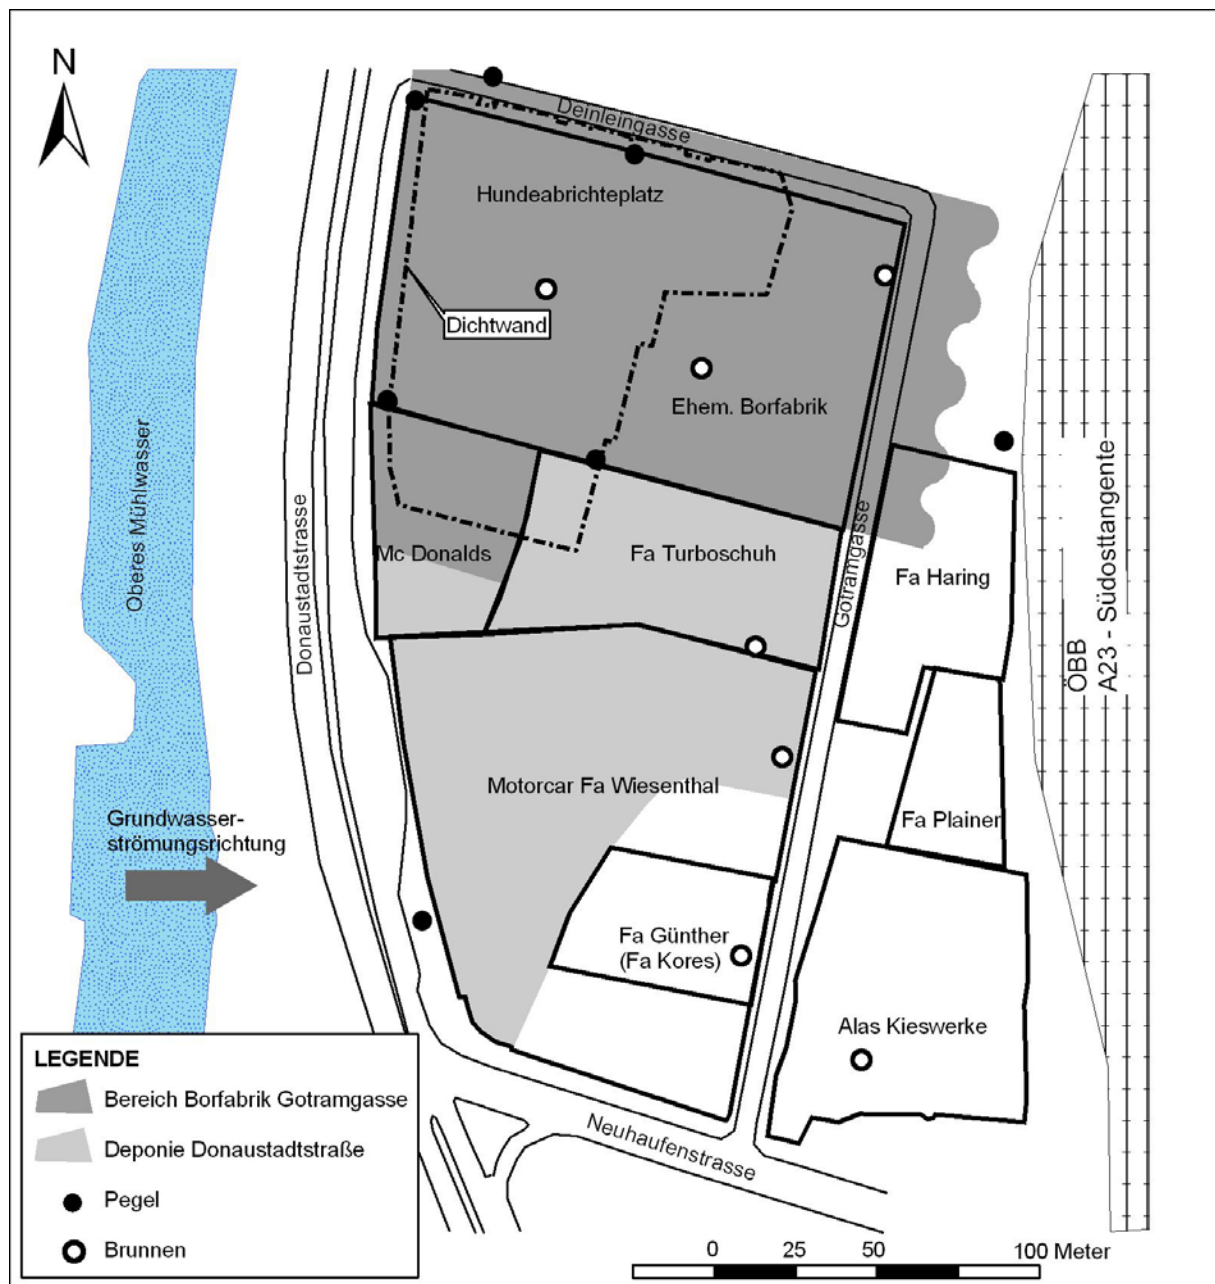 N
Deinleingasse
Hundeabrichteplatz
Dichtwand
Ehem. Borfabrik
Oberes Mühlwasser
Donaustadtstrasse
Mc Donalds
Fa Turboschuh
Gotramgasse
Fa Haring
ÖBB
A23 - Südosttangente
Motorcar Fa Wiesenthal
Fa Plainer
Grundwasser-
strömungsrichtung
Fa Günther
(Fa Kores)
Alas Kieswerke
Neuhaufenstrasse
LEGENDE
Bereich Borfabrik Gotramgasse
Deponie Donaustadtstraße
Pegel
Brunnen
0 25 50 100 Meter